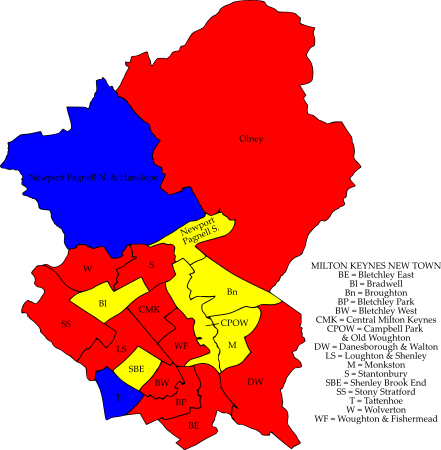 Olney
Newport Pagnell N. & Hanslope
Newport
Pagnell S.
W
S
Bn
BI
CMK
SS
CPOW
LS
WF
M
SBE
BW
DW
T
BP
BE
MILTON KEYNES NEW TOWN
BE = Bletchley East
BI = Bradwell
Bn = Broughton
BP = Bletchley Park
BW = Bletchley West
CMK = Central Milton Keynes
CPOW = Campbell Park
& Old Woughton
DW = Danesborough & Walton
LS = Loughton & Shenley
M = Monkston
S = Stantonbury
SBE = Shenley Brook End
SS = Stony Stratford
T = Tattenhoe
W = Wolverton
WF = Woughton & Fishermead